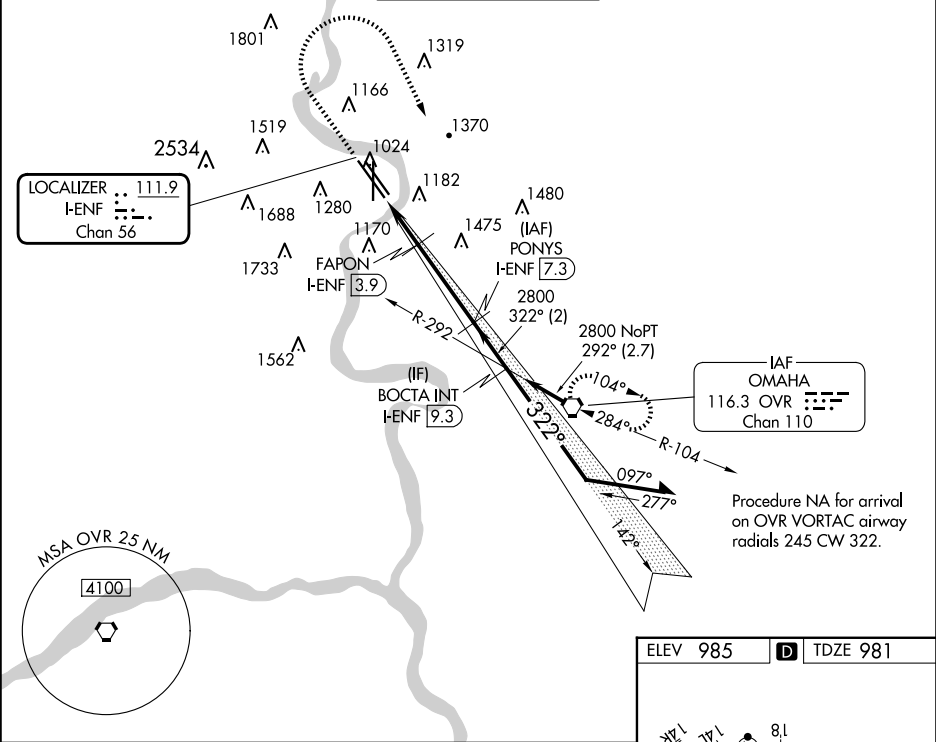 1801
1319
1166
1370
1519
2534
1024
LOCALIZER 111.9
I-ENF
Chan 56
1182
1280
1688
1480
1170
1475
1733
FAPON
I-ENF 3.9
(IAF)
PONYS
I-ENF 7.3
2800
322° (2)
R-292
2800 NoPT
292° (2.7)
1562
(IF)
BOCTA INT
I-ENF 9.3
IAF
OMAHA
116.3 OVR
Chan 110
104°
284°
R-104
322°
097°
277°
142°
Procedure NA for arrival
on OVR VORTAC airway
radials 245 CW 322.
MSA OVR 25 NM
4100
ELEV 985 D TDZE 981
14R
14L
18